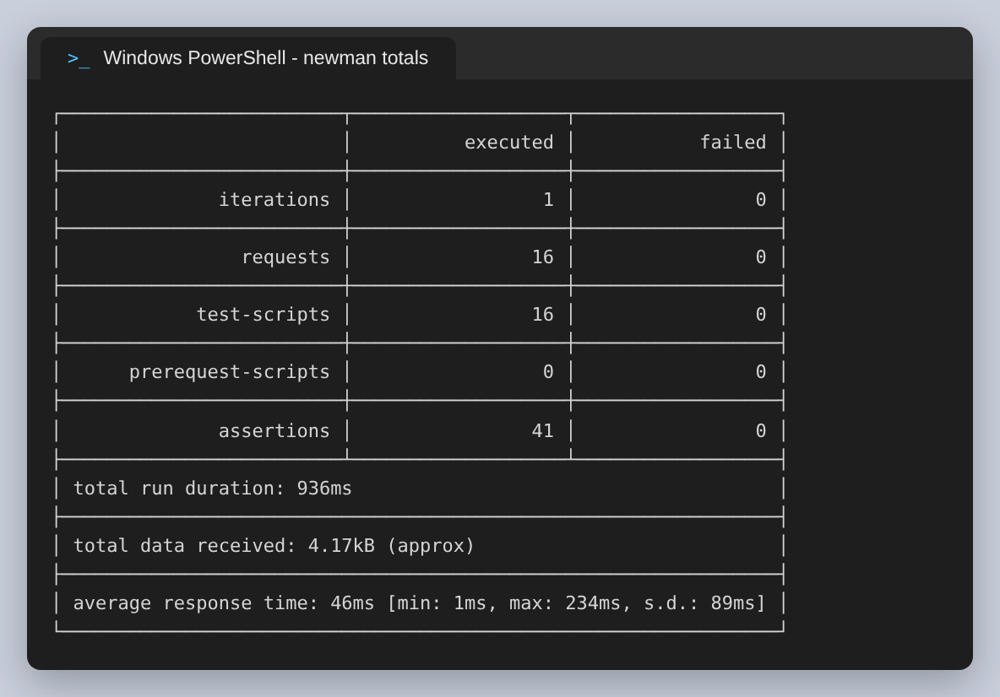 >_ Windows PowerShell - newman totals
executed failed
iterations 1 0
requests 16 0
test-scripts 16 0
prerequest-scripts 0 0
assertions 41 0
total run duration: 936ms
total data received: 4.17kB (approx)
average response time: 46ms [min: 1ms, max: 234ms, s.d.: 89ms]